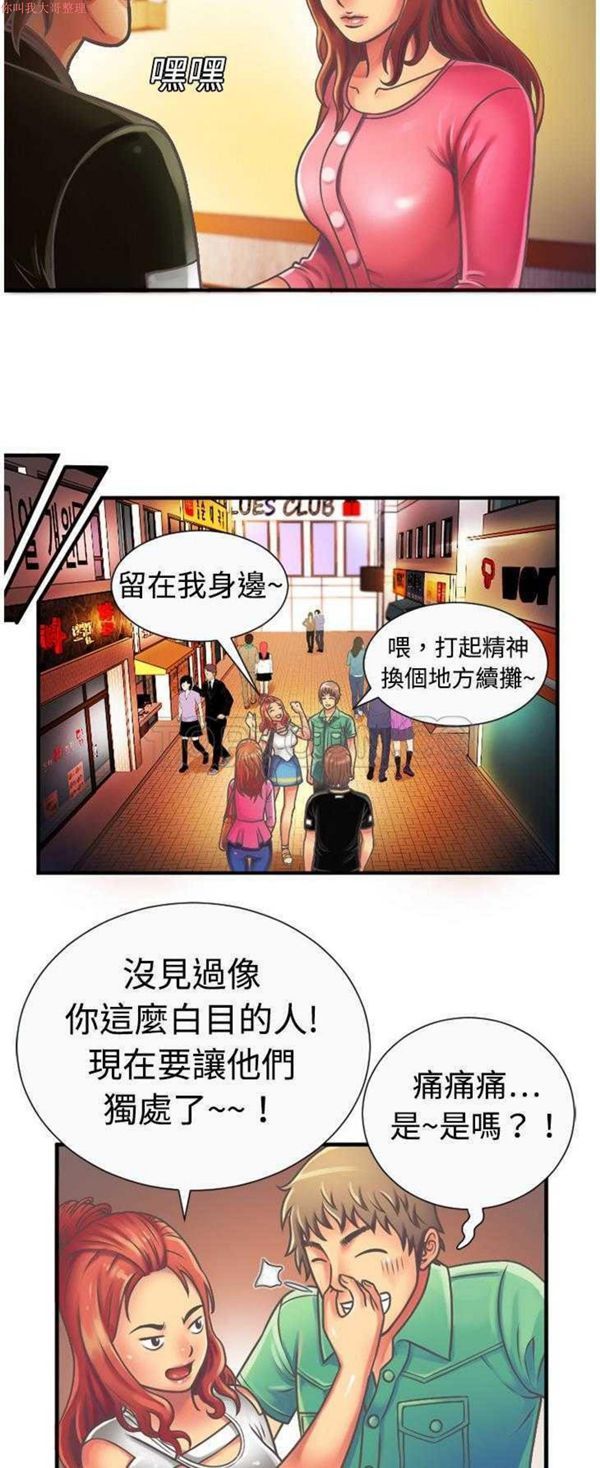 你叫我大哥整理
嘿嘿
LUES CLUB
留在我身邊~
喂，打起精神
換個地方續攤~
沒見過像
你這麼白目的人!
現在要讓他們
獨處了~~！
痛痛痛...
是~是嗎？！